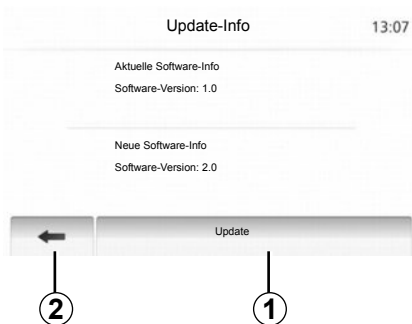 Update-Info 13:07
Aktuelle Software-Info
Software-Version: 1.0
Neue Software-Info
Software-Version: 2.0
Update
2 1